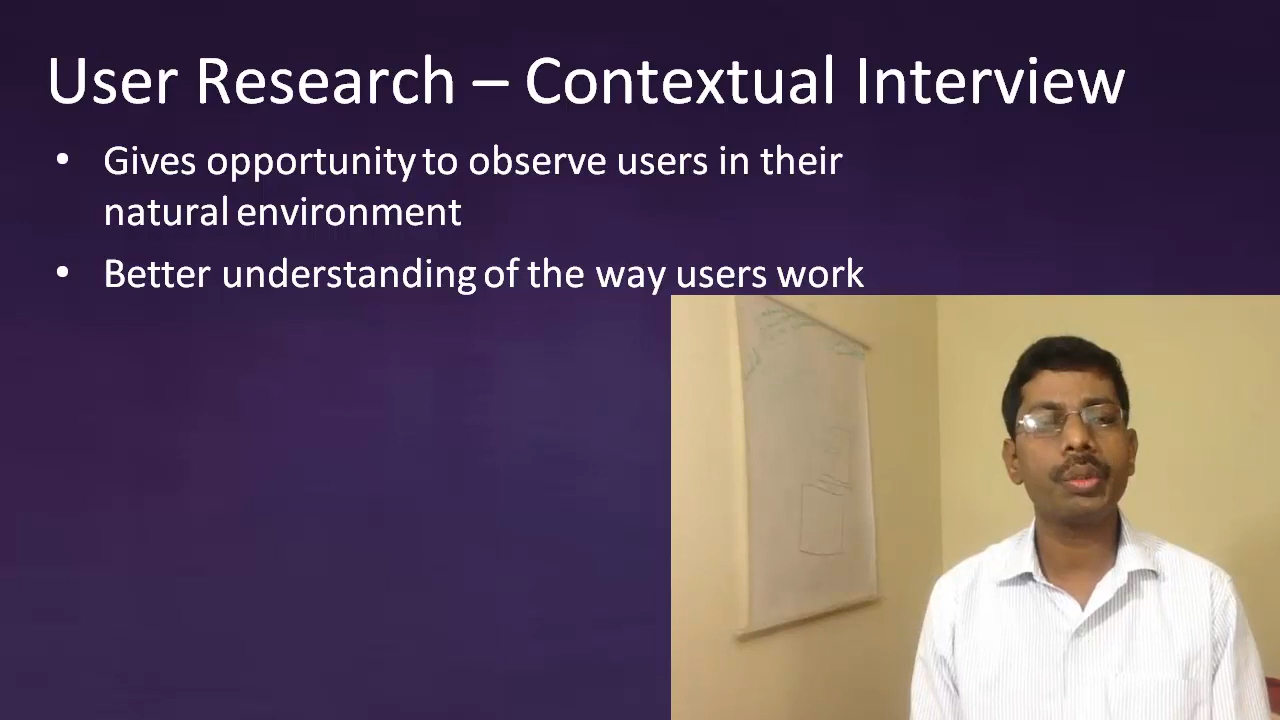 User Research – Contextual Interview
• Gives opportunity to observe users in their
natural environment
• Better understanding of the way users work